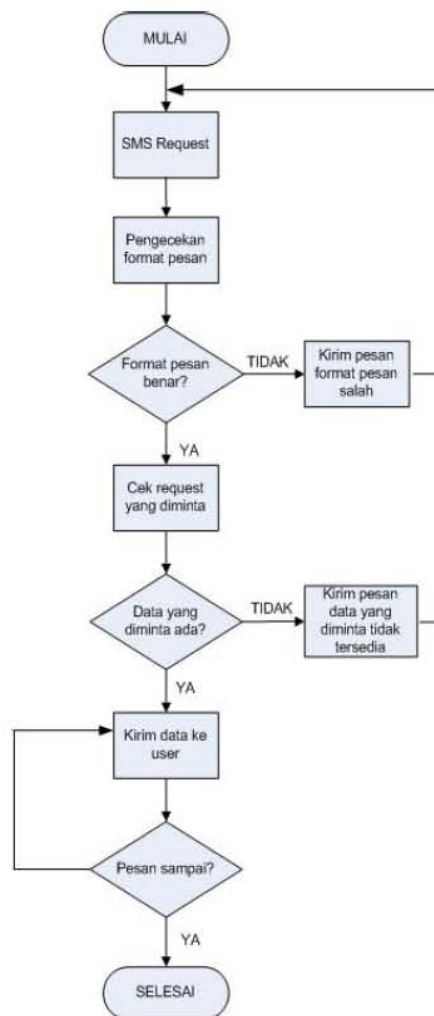 MULAI
SMS Request
Pengecekan
format pesan
Format pesan
benar?
TIDAK
Kirim pesan
format pesan
salah
YA
Cek request
yang diminta
Data yang
diminta ada?
TIDAK
Kirim pesan
data yang
diminta tidak
tersedia
YA
Kirim data ke
user
Pesan sampai?
YA
SELESAI